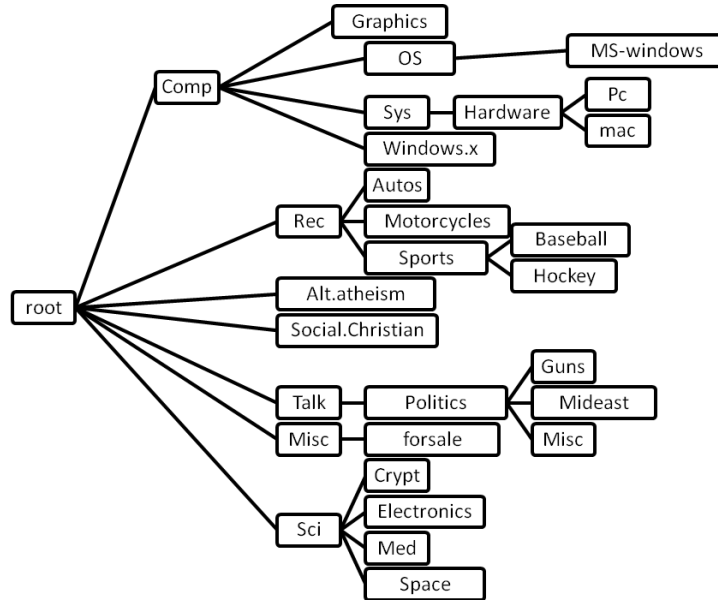 Graphics
OS
MS-windows
Comp
Sys
Hardware
Pc
mac
Windows.x
Autos
Rec
Motorcycles
Sports
Baseball
Hockey
Alt.atheism
root
Social.Christian
Guns
Talk
Politics
Mideast
Misc
forsale
Misc
Crypt
Electronics
Sci
Med
Space